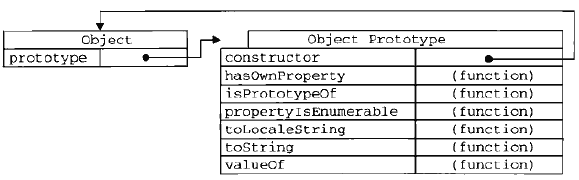 Object
prototype
Object Prototype
constructor
hasOwnProperty (function)
isPrototypeOf (function)
propertyIsEnumerable (function)
toLocaleString (function)
toString (function)
valueOf (function)